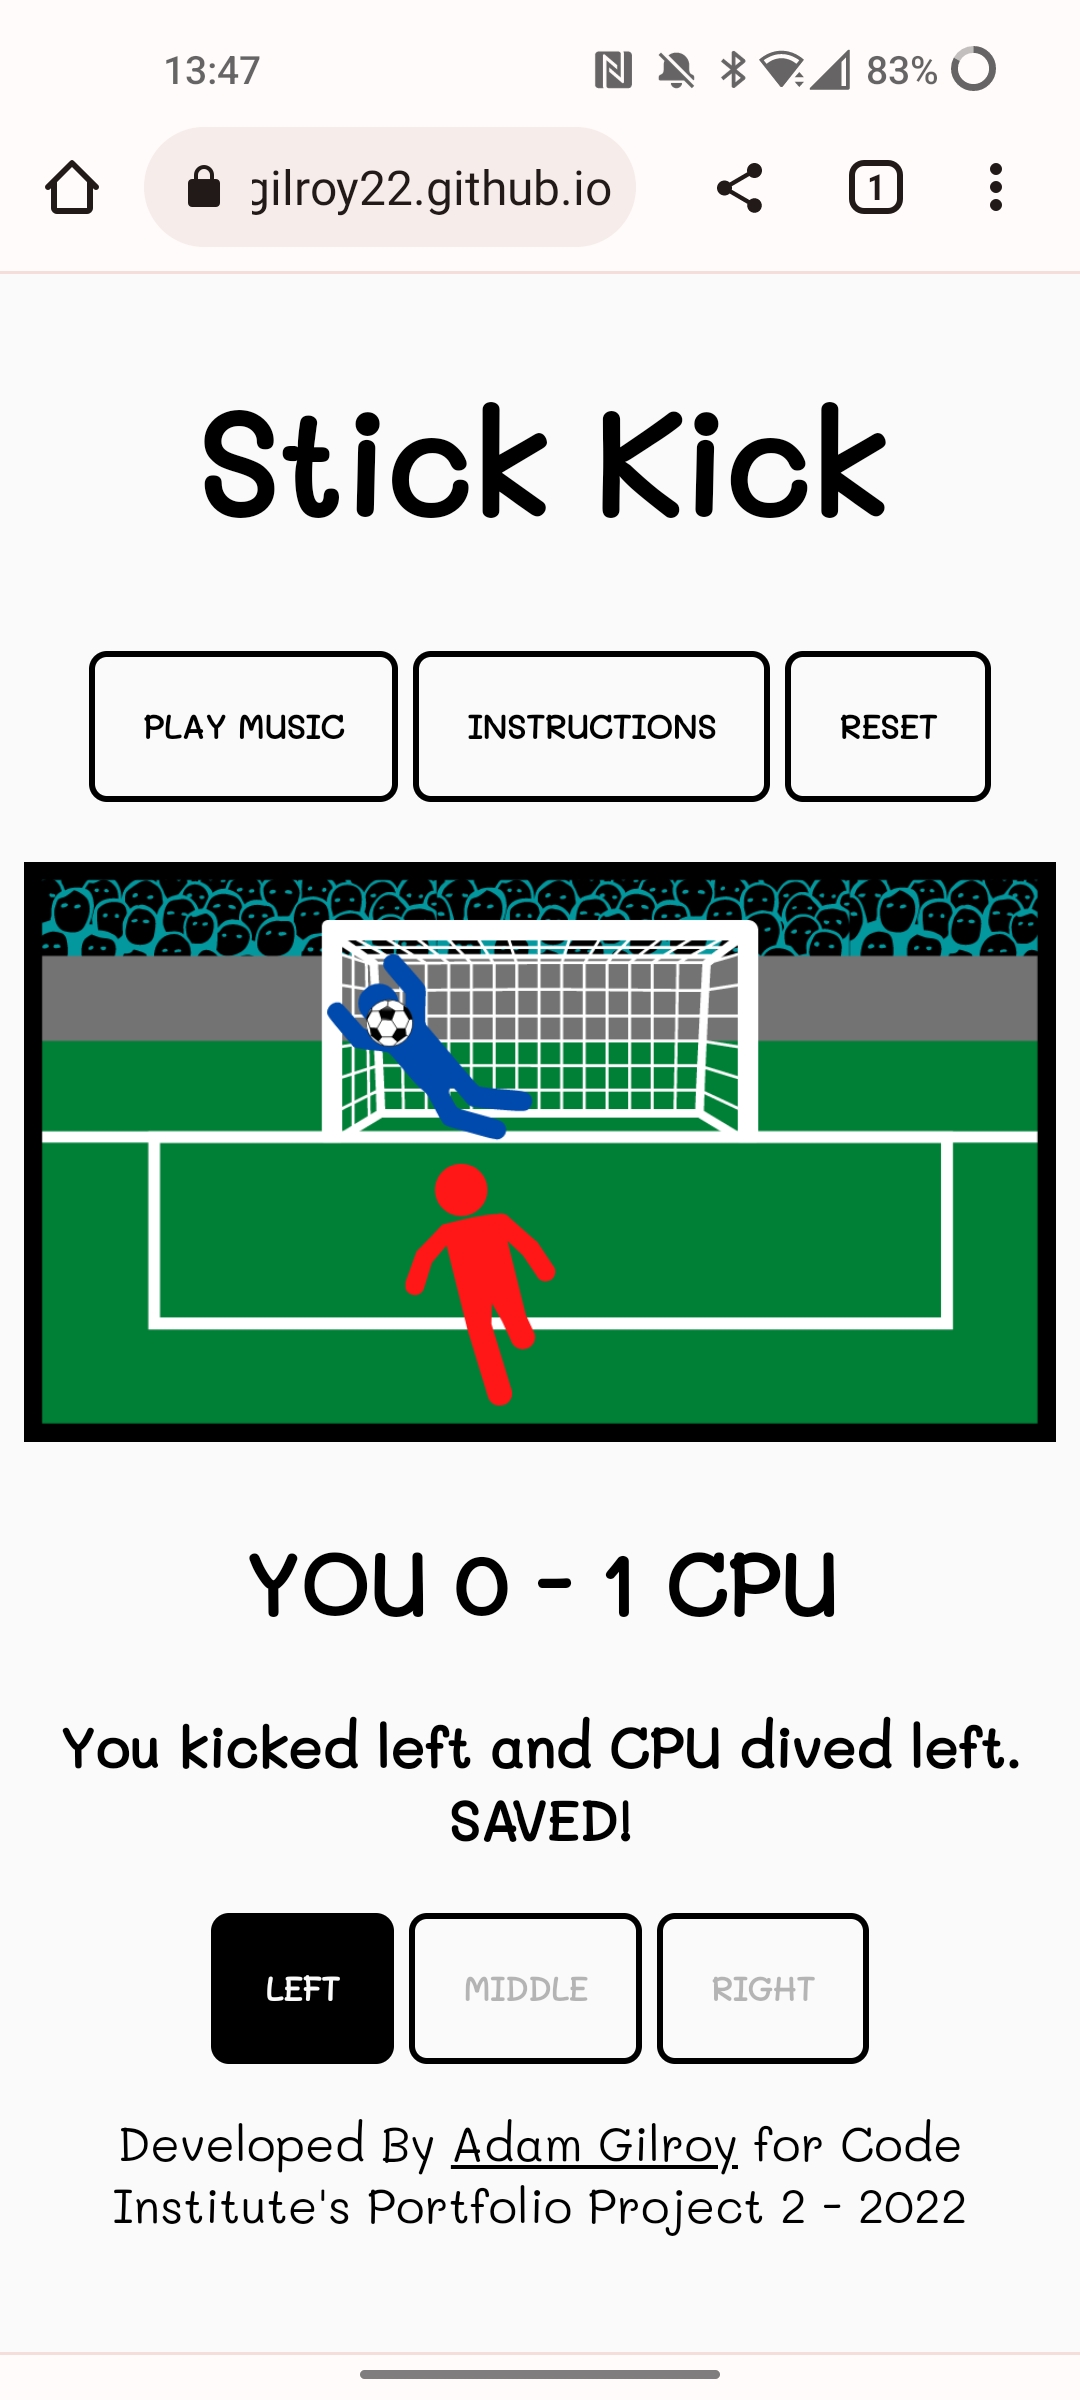 13:47
83%
gilroy22.github.io
1
Stick Kick
PLAY MUSIC
INSTRUCTIONS
RESET
YOU 0 - 1 CPU
You kicked left and CPU dived left.
SAVED!
LEFT
MIDDLE
RIGHT
Developed By Adam Gilroy for Code
Institute's Portfolio Project 2 - 2022